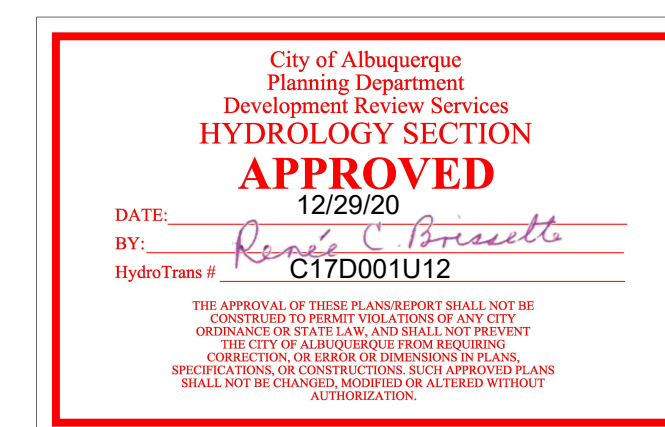 City of Albuquerque
Planning Department
Development Review Services
HYDROLOGY SECTION
APPROVED
DATE: 12/29/20
BY: Renée C. Brissette
HydroTrans # C17D001U12
THE APPROVAL OF THESE PLANS/REPORT SHALL NOT BE
CONSTRUED TO PERMIT VIOLATIONS OF ANY CITY
ORDINANCE OR STATE LAW, AND SHALL NOT PREVENT
THE CITY OF ALBUQUERQUE FROM REQUIRING
CORRECTION, OR ERROR OR DIMENSIONS IN PLANS,
SPECIFICATIONS, OR CONSTRUCTIONS. SUCH APPROVED PLANS
SHALL NOT BE CHANGED, MODIFIED OR ALTERED WITHOUT
AUTHORIZATION.